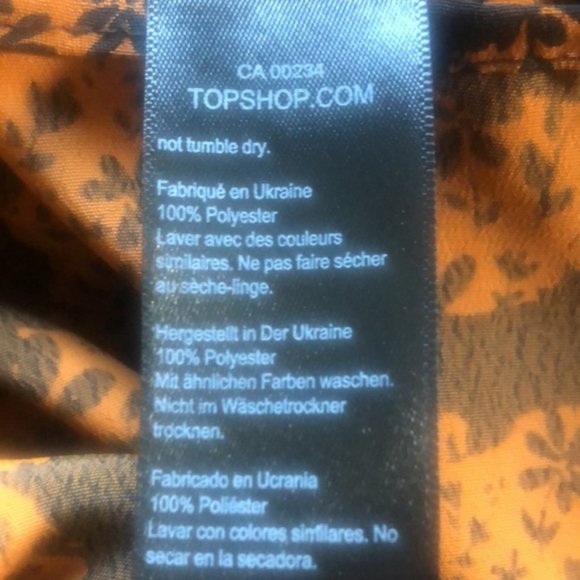 CA 00234
TOPSHOP.COM
not tumble dry.
Fabriqué en Ukraine
100% Polyester
Laver avec des couleurs
similaires. Ne pas faire sécher
au sèche-linge.
Hergestellt in Der Ukraine
100% Polyester
Mit ähnlichen Farben waschen.
Nicht im Wäschetrockner
trocknen.
Fabricado en Ucrania
100% Poliéster
Lavar con colores similares. No
secar en la secadora.